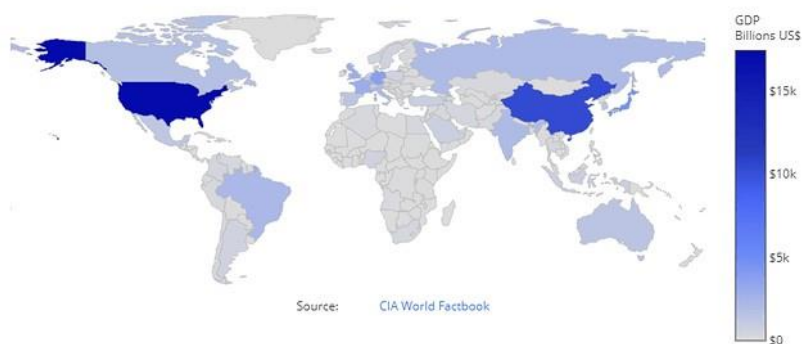 GDP
Billions US$
$15k
$10k
$5k
$0
Source: CIA World Factbook